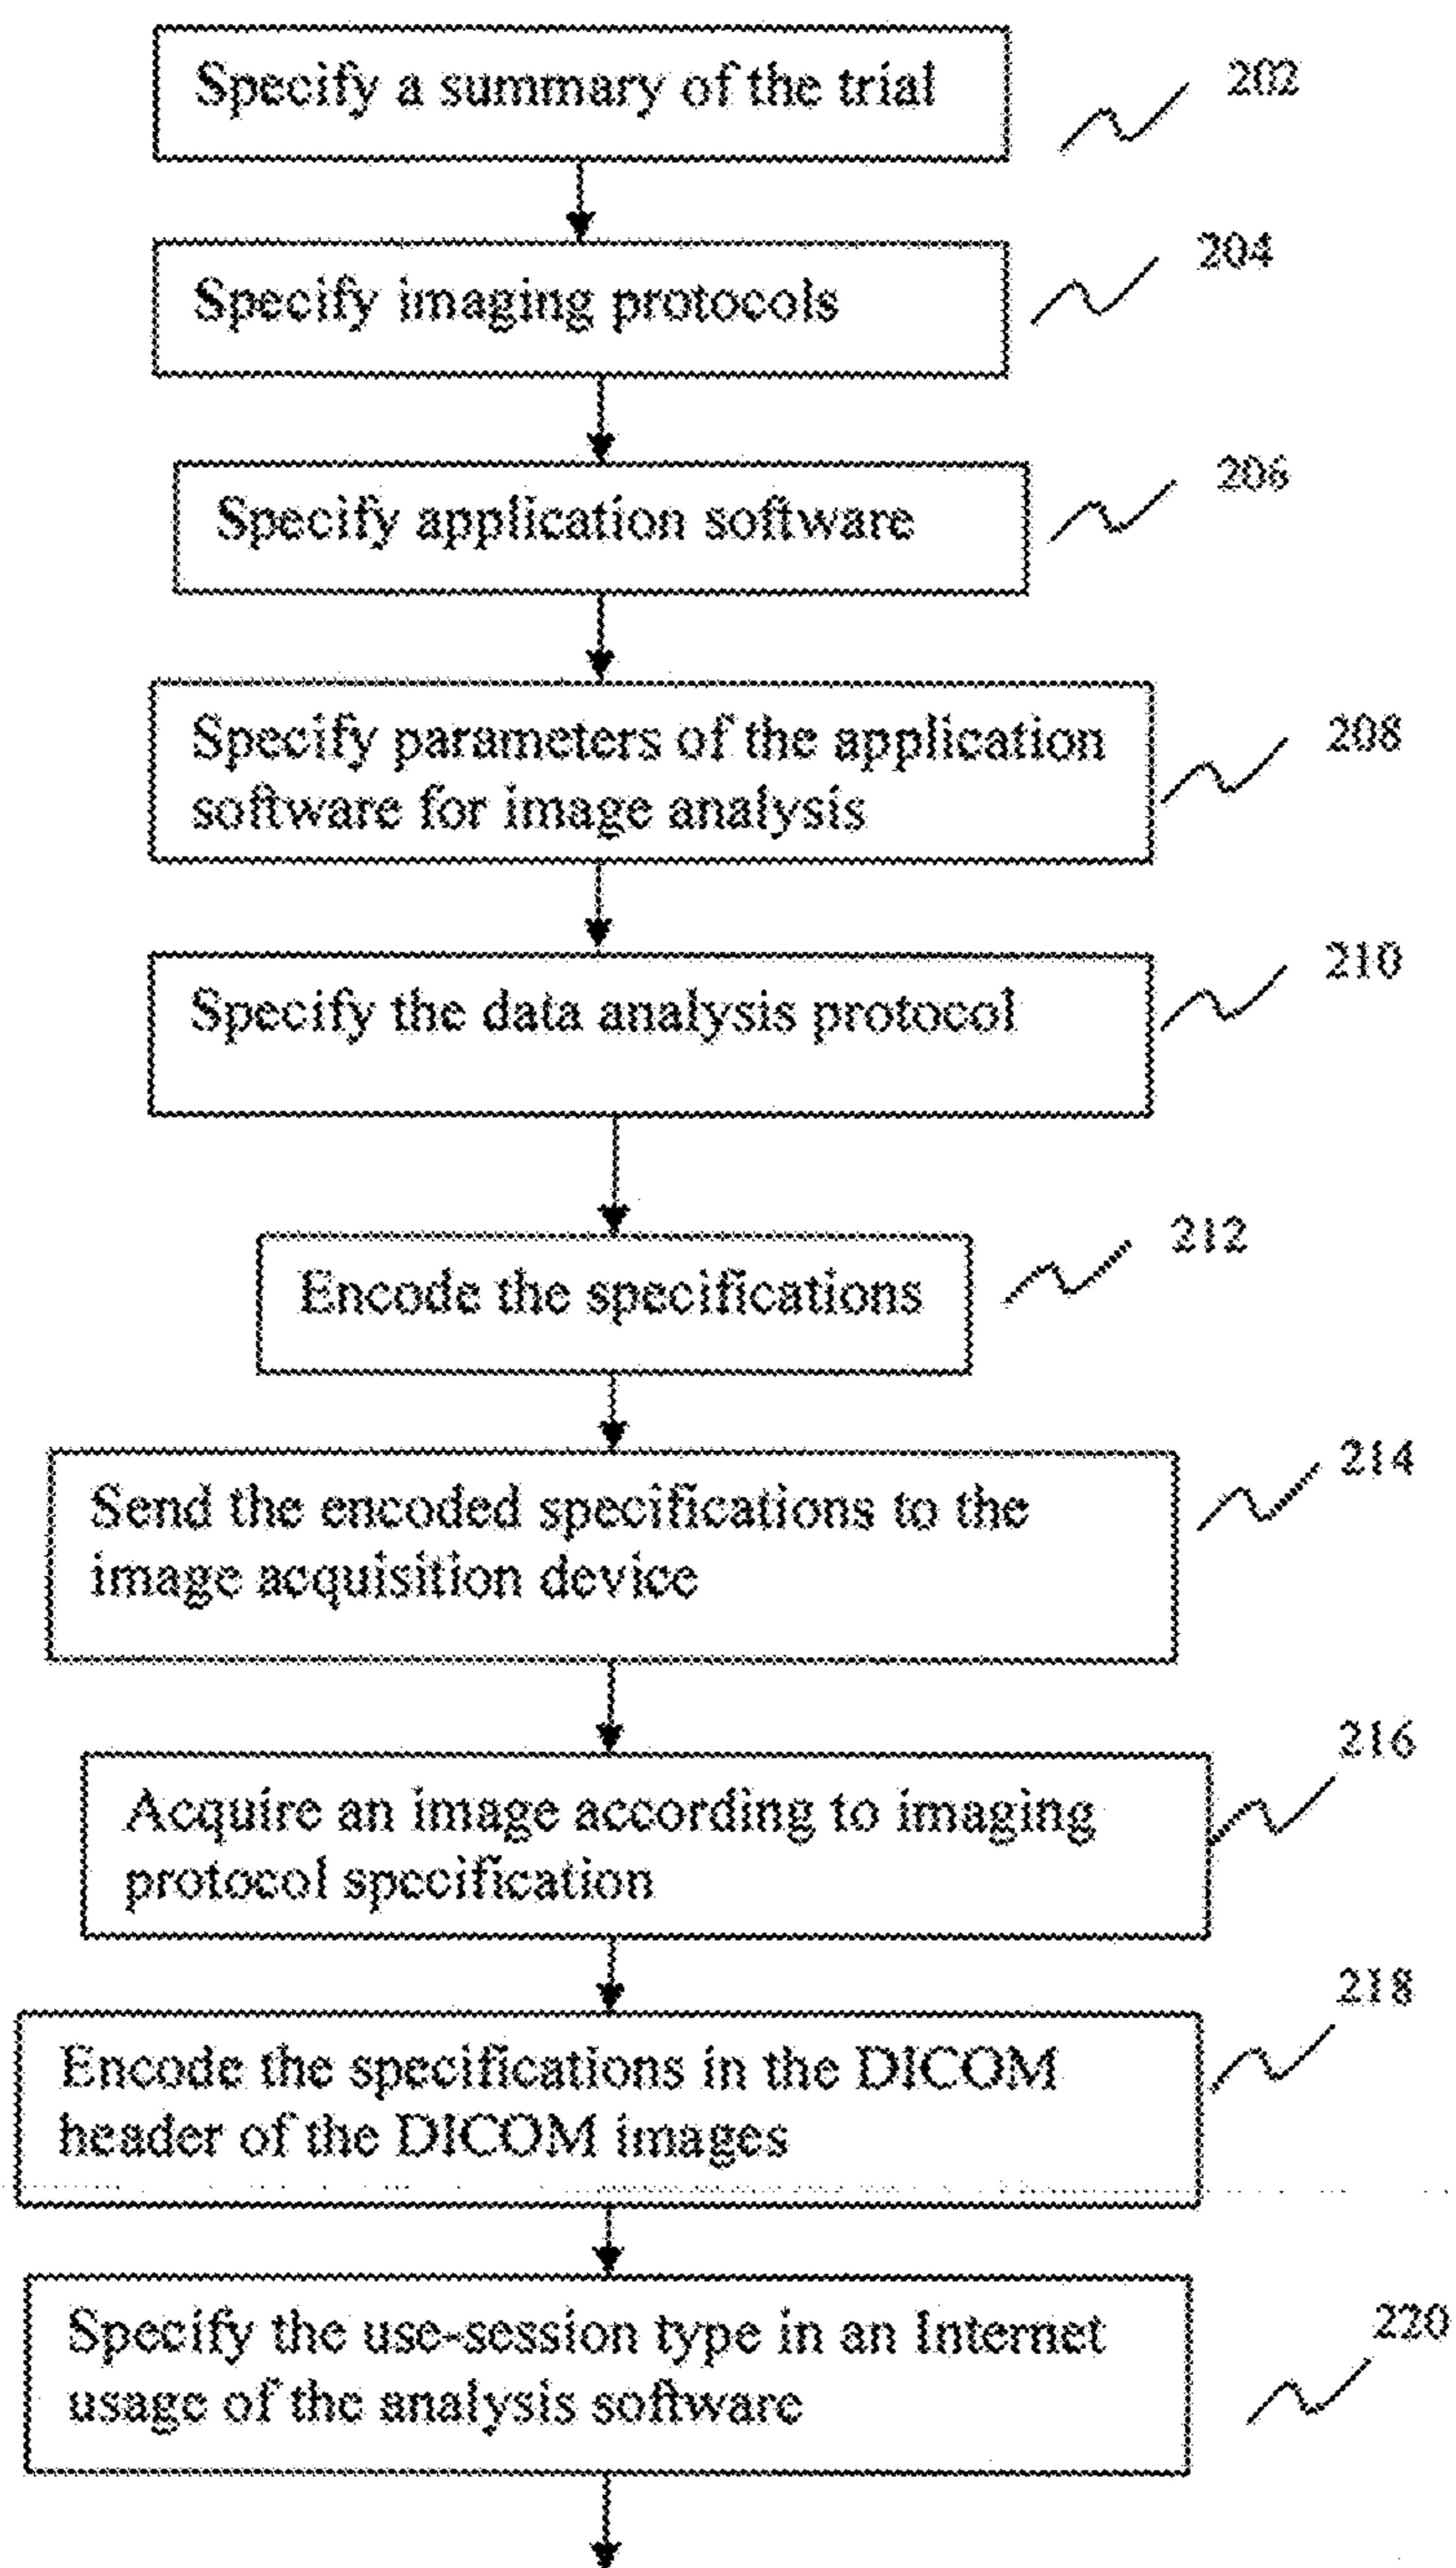 Specify a summary of the trial
202
Specify imaging protocols
204
Specify application software
206
Specify parameters of the application
software for image analysis
208
Specify the data analysis protocol
210
Encode the specifications
212
Send the encoded specifications to the
image acquisition device
214
Acquire an image according to imaging
protocol specification
216
Encode the specifications in the DICOM
header of the DICOM images
218
Specify the use-session type in an Internet
usage of the analysis software
220